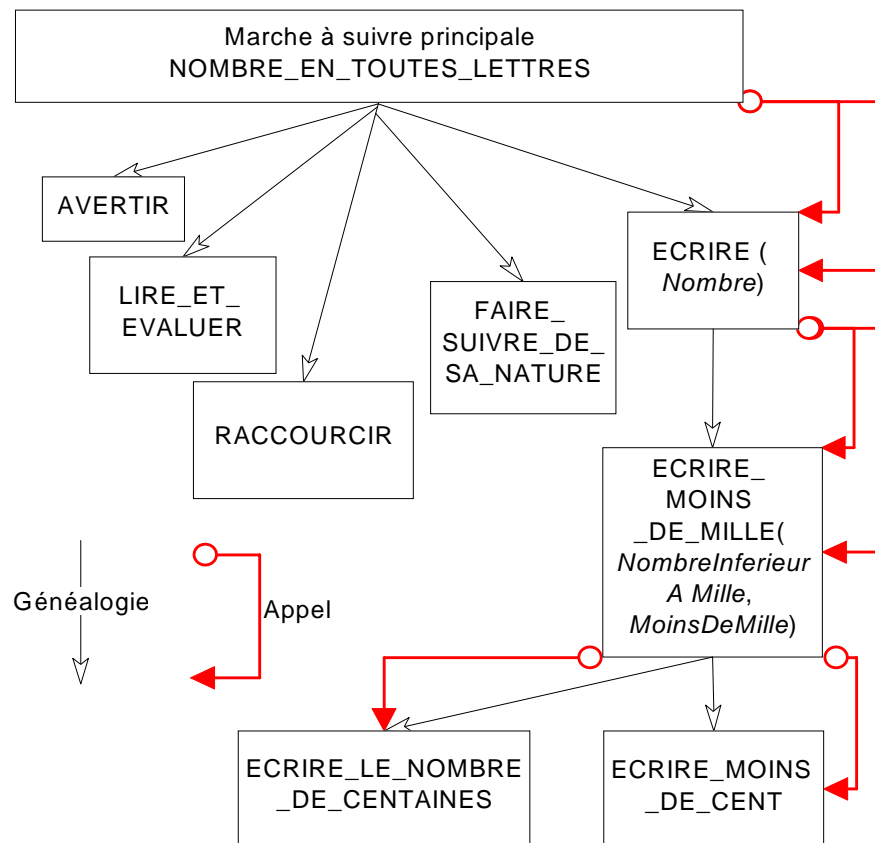 Marche à suivre principale
NOMBRE_EN_TOUTES_LETTRES
AVERTIR
LIRE_ET_
EVALUER
RACCOURCIR
FAIRE_
SUIVRE_DE_
SA_NATURE
ECRIRE (
Nombre)
ECRIRE_
MOINS
_DE_MILLE(
NombreInferieur
A Mille,
MoinsDeMille)
Généalogie
Appel
ECRIRE_LE_NOMBRE
_DE_CENTAINES
ECRIRE_MOINS
_DE_CENT